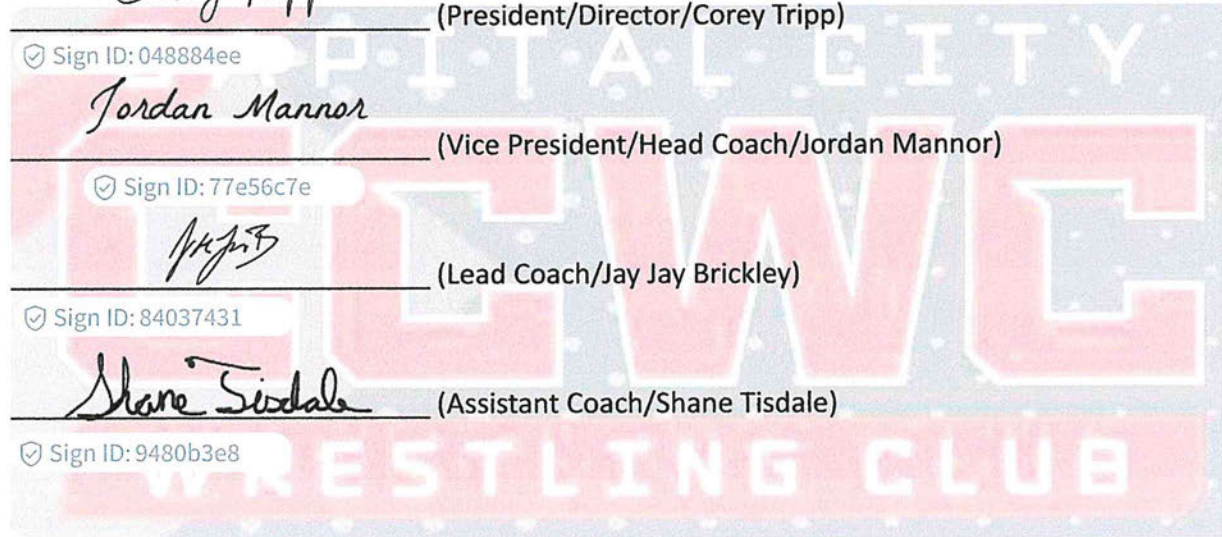 (President/Director/Corey Tripp)
Sign ID: 048884ee
CAPITAL CITY
Jordan Mannor
(Vice President/Head Coach/Jordan Mannor)
CCWC
Sign ID: 77e56c7e
(Lead Coach/Jay Jay Brickley)
Sign ID: 84037431
Shane Tisdale
(Assistant Coach/Shane Tisdale)
Sign ID: 9480b3e8
WRESTLING CLUB